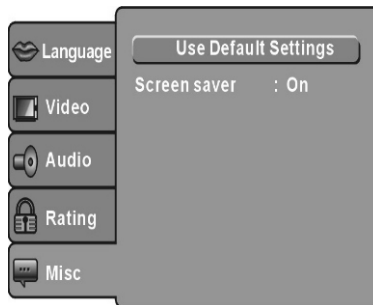 Language
Video
Audio
Rating
Misc
Use Default Settings
Screen saver : On